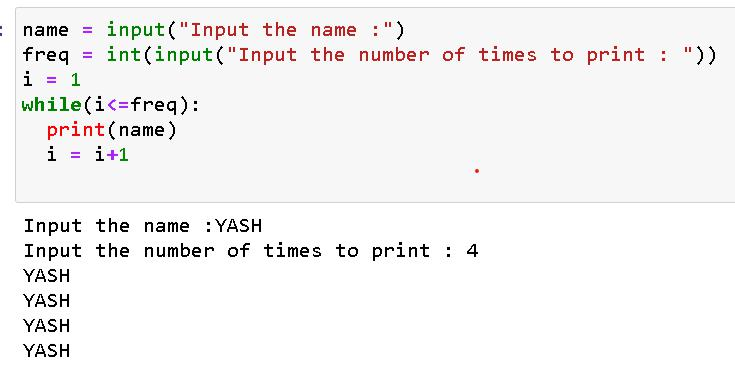 name = input("Input the name :")
freq = int(input("Input the number of times to print : "))
i = 1
while(i<=freq):
  print(name)
  i = i+1
Input the name :YASH
Input the number of times to print : 4
YASH
YASH
YASH
YASH